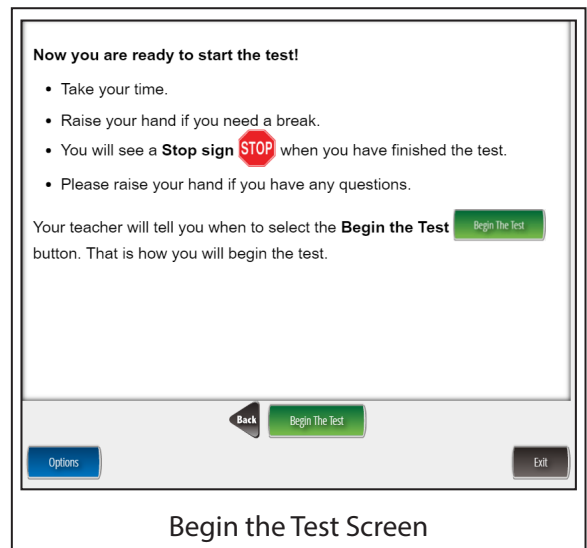 Now you are ready to start the test!
• Take your time.
• Raise your hand if you need a break.
• You will see a Stop sign STOP when you have finished the test.
• Please raise your hand if you have any questions.
Your teacher will tell you when to select the Begin the Test Begin The Test
button. That is how you will begin the test.
Back Begin The Test
Options Exit
Begin the Test Screen